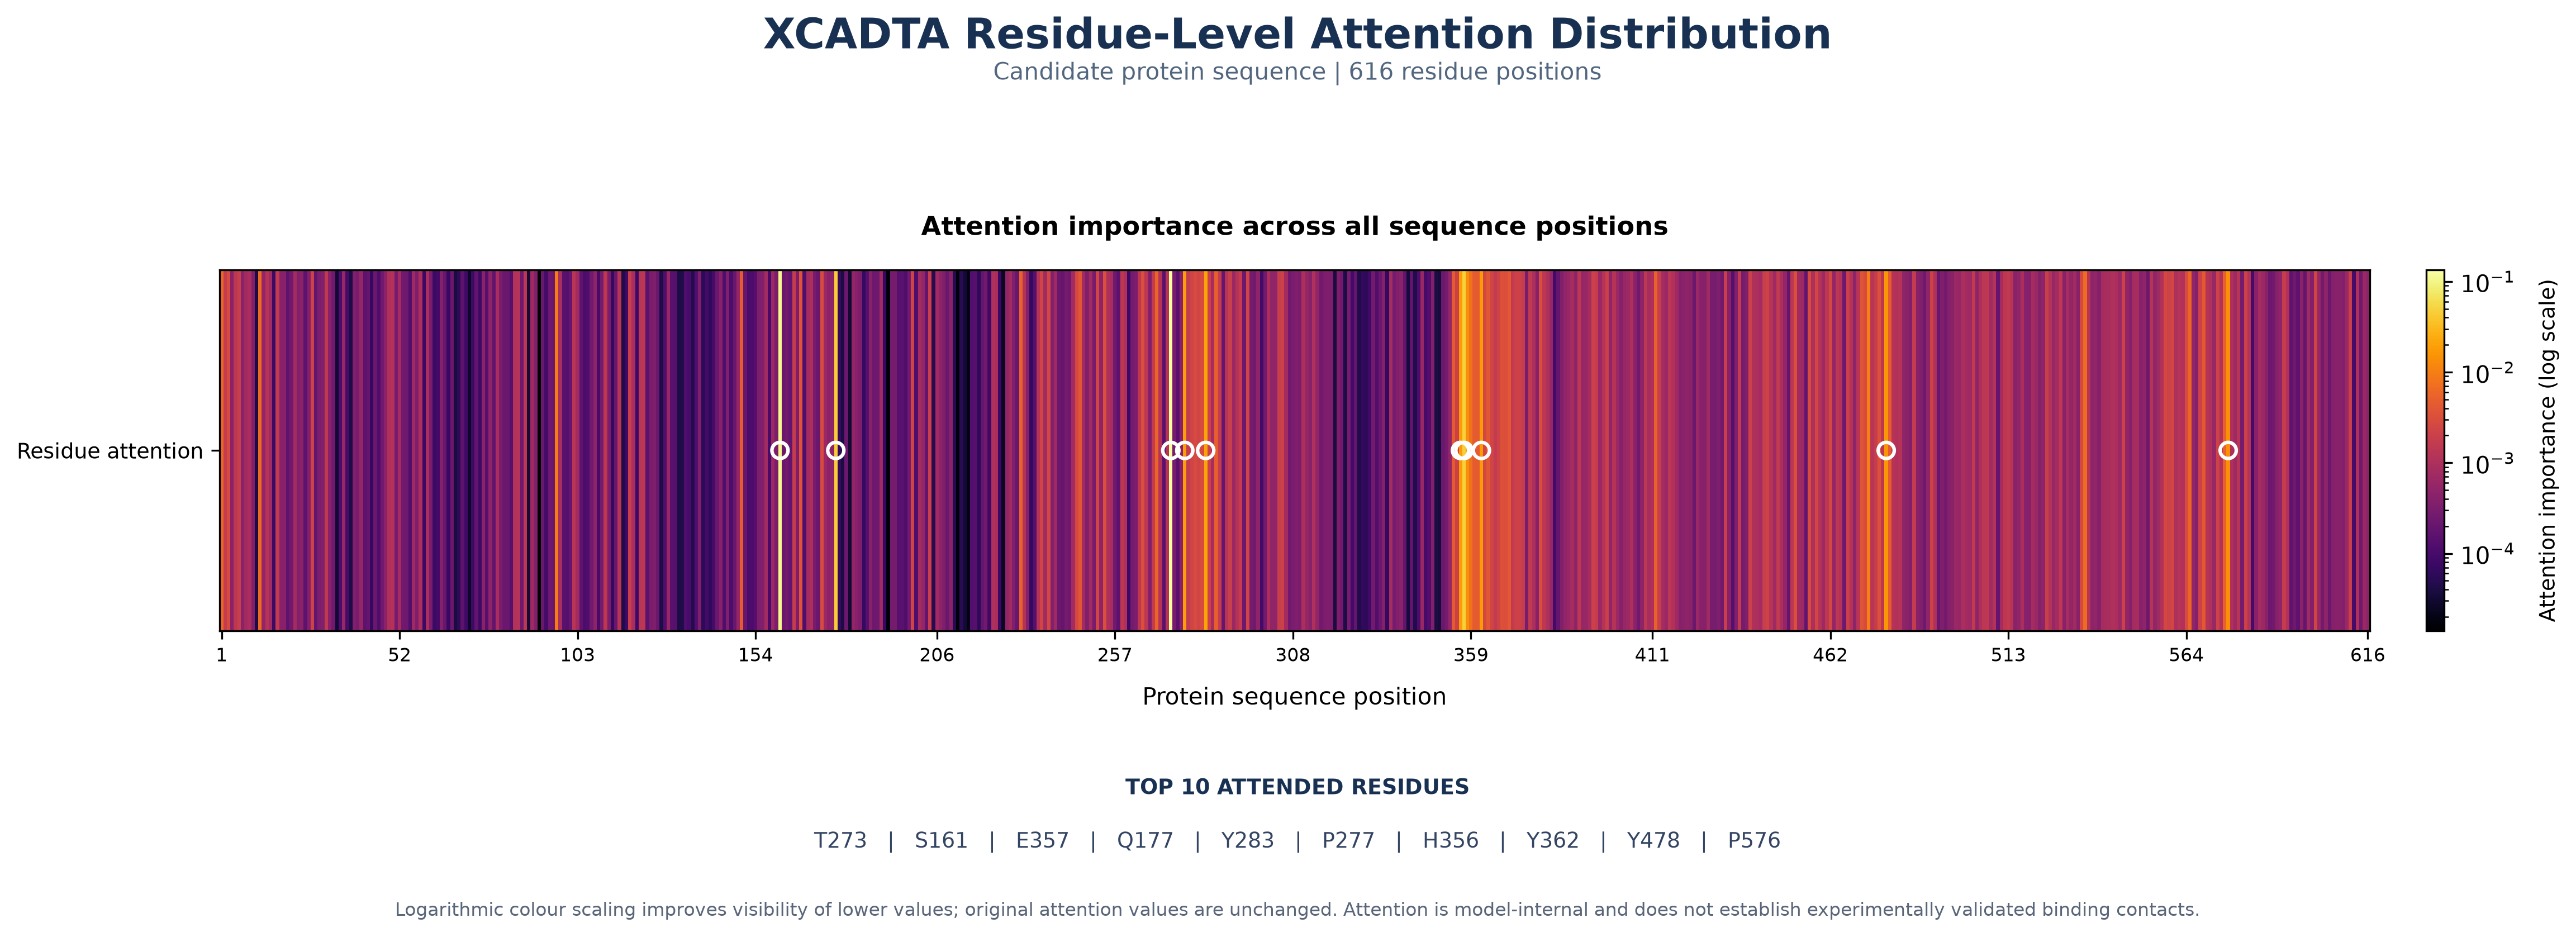 XCADTA Residue-Level Attention Distribution
Candidate protein sequence | 616 residue positions
Attention importance across all sequence positions
Residue attention
1 52 103 154 206 257 308 359 411 462 513 564 616
Protein sequence position
10⁻¹
10⁻²
10⁻³
10⁻⁴
Attention importance (log scale)
TOP 10 ATTENDED RESIDUES
T273 | S161 | E357 | Q177 | Y283 | P277 | H356 | Y362 | Y478 | P576
Logarithmic colour scaling improves visibility of lower values; original attention values are unchanged. Attention is model-internal and does not establish experimentally validated binding contacts.